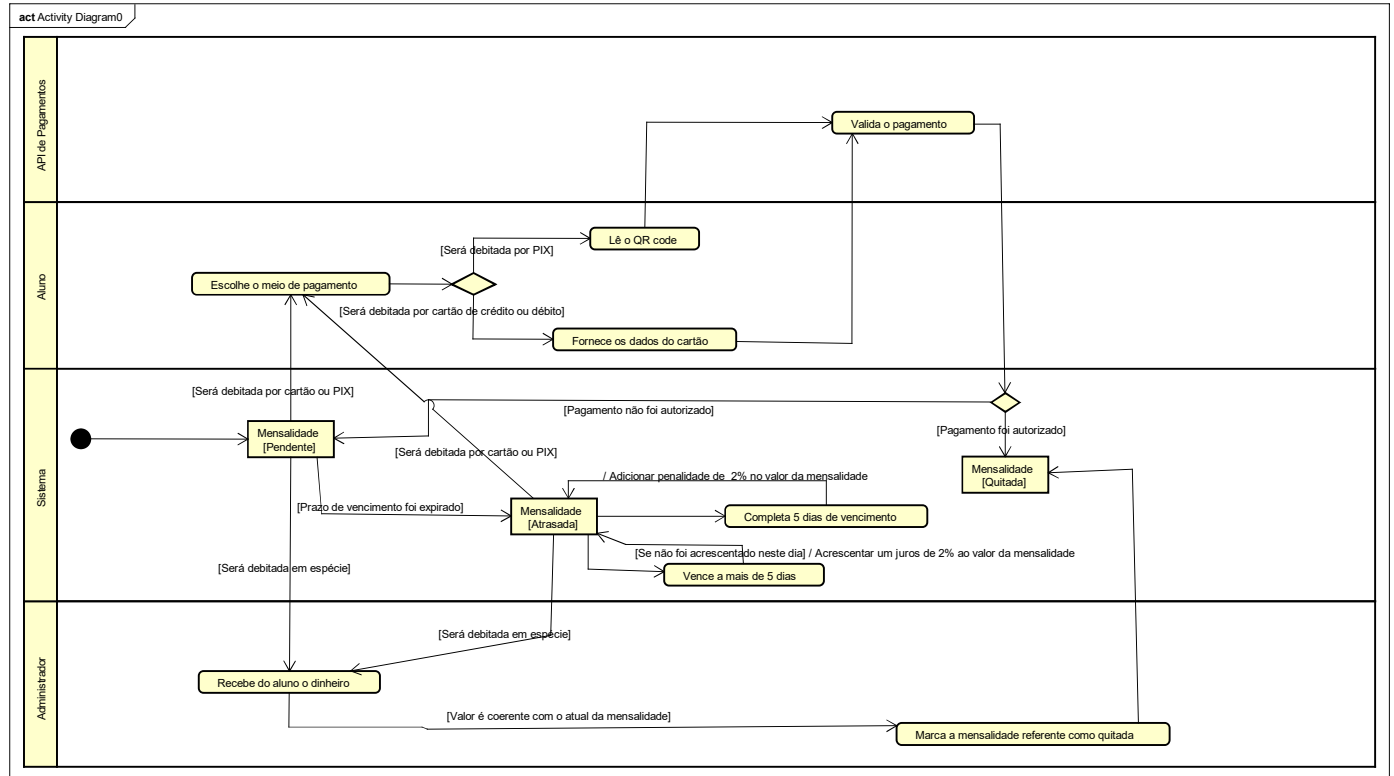 act Activity Diagram0
API de Pagamentos
Valida o pagamento
Aluno
Lê o QR code
[Será debitada por PIX]
Escolhe o meio de pagamento
[Será debitada por cartão de crédito ou débito]
Fornece os dados do cartão
Sistema
[Será debitada por cartão ou PIX]
[Pagamento não foi autorizado]
[Pagamento foi autorizado]
Mensalidade
[Pendente]
[Será debitada por cartão ou PIX]
Mensalidade
[Quitada]
/ Adicionar penalidade de 2% no valor da mensalidade
[Prazo de vencimento foi expirado]
Mensalidade
[Atrasada]
Completa 5 dias de vencimento
[Se não foi acrescentado neste dia] / Acrescentar um juros de 2% ao valor da mensalidade
[Será debitada em espécie]
Vence a mais de 5 dias
Administrador
[Será debitada em espécie]
Recebe do aluno o dinheiro
[Valor é coerente com o atual da mensalidade]
Marca a mensalidade referente como quitada